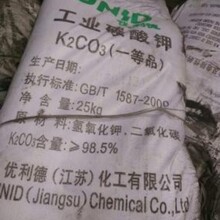 UNID
工业碳酸钾
K2CO3(一等品)
生产日期:
执行标准: GB/T 1587-2000
净含量: 25kg
原材料: 氢氧化钾、二氧化碳
K2CO3含量: ≥98.5%
优利德(江苏)化工有限公司
UNID (Jiangsu) Chemical Co., Ltd